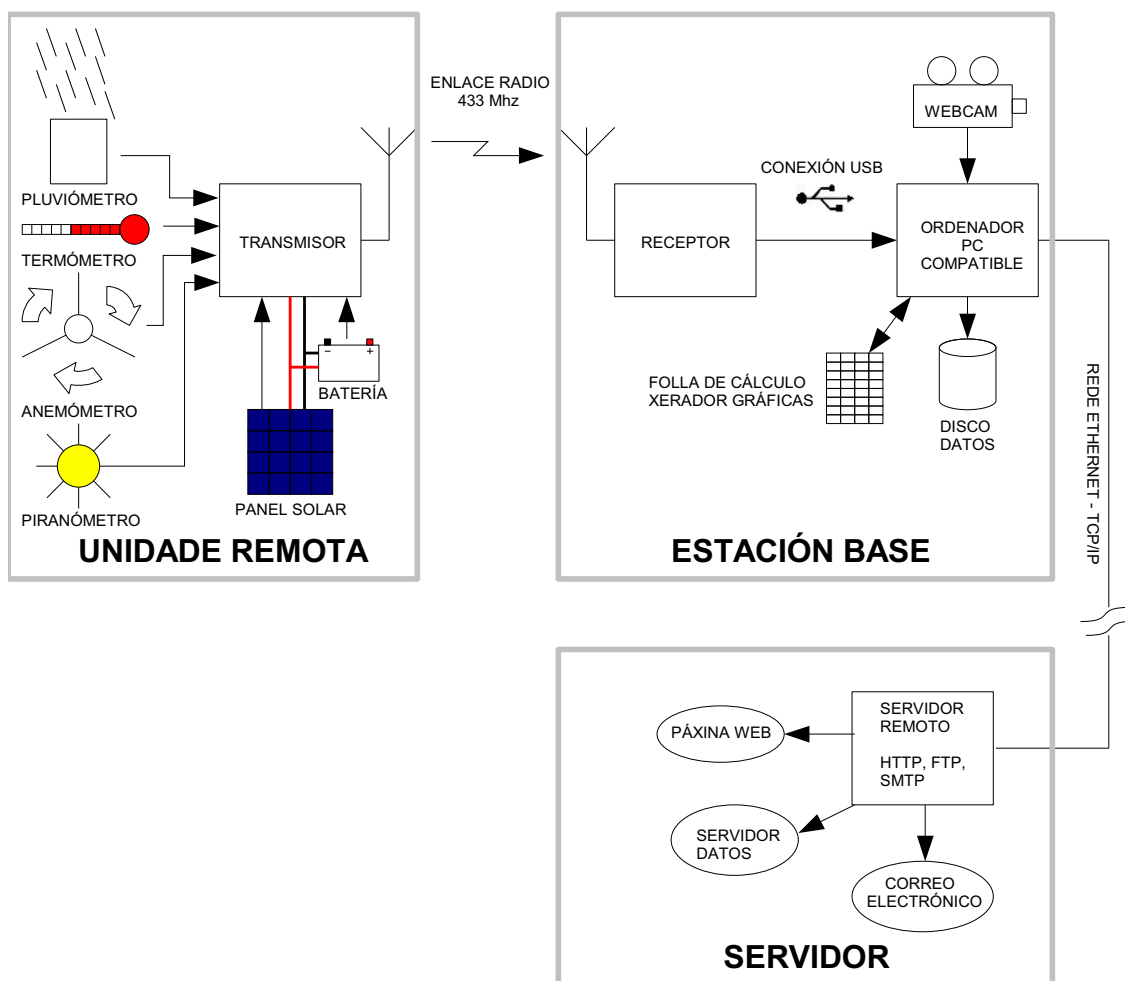 PLUVIÓMETRO
TERMÓMETRO
ANEMÓMETRO
PIRANÓMETRO
TRANSMISOR
−
+
BATERÍA
PANEL SOLAR
UNIDADE REMOTA
ENLACE RADIO
433 Mhz
RECEPTOR
CONEXIÓN USB
WEBCAM
ORDENADOR
PC
COMPATIBLE
FOLLA DE CÁLCULO
XERADOR GRÁFICAS
DISCO
DATOS
ESTACIÓN BASE
REDE ETHERNET - TCP/IP
SERVIDOR
REMOTO
HTTP, FTP,
SMTP
PÁXINA WEB
SERVIDOR
DATOS
CORREO
ELECTRÓNICO
SERVIDOR